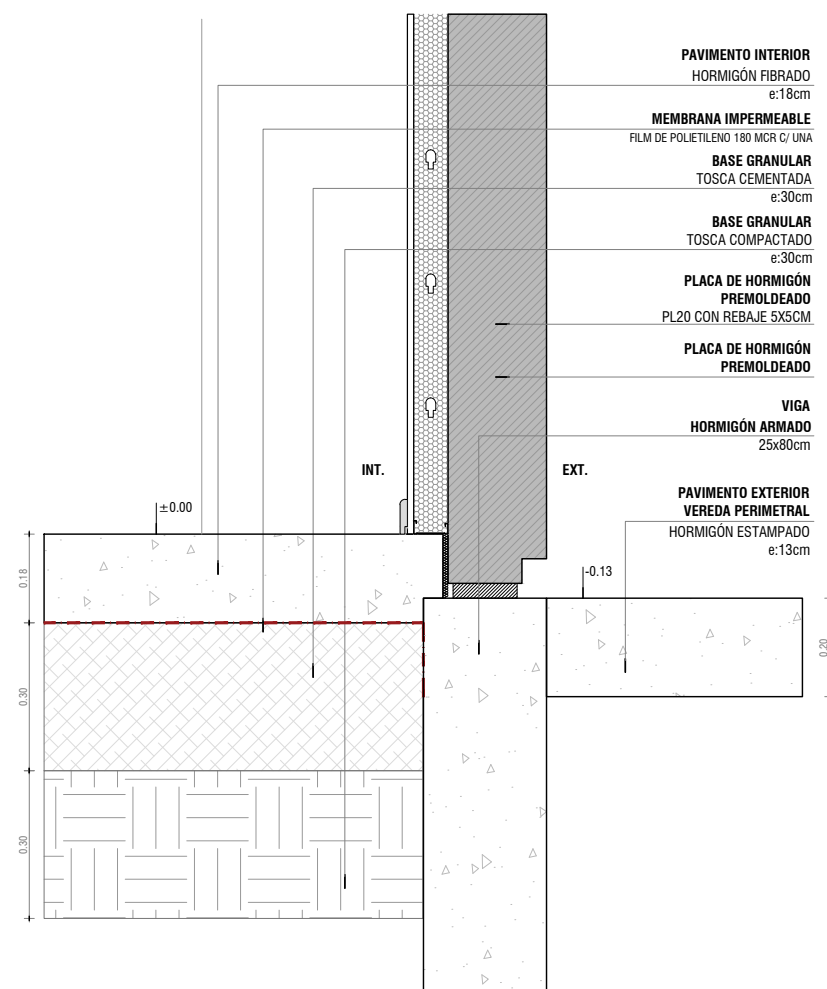 PAVIMENTO INTERIOR
HORMIGÓN FIBRADO
e:18cm
MEMBRANA IMPERMEABLE
FILM DE POLIETILENO 180 MCR C/ UNA
BASE GRANULAR
TOSCA CEMENTADA
e:30cm
BASE GRANULAR
TOSCA COMPACTADO
e:30cm
PLACA DE HORMIGÓN
PREMOLDEADO
PL20 CON REBAJE 5X5CM
PLACA DE HORMIGÓN
PREMOLDEADO
VIGA
HORMIGÓN ARMADO
25x80cm
INT.
EXT.
PAVIMENTO EXTERIOR
VEREDA PERIMETRAL
HORMIGÓN ESTAMPADO
e:13cm
±0.00
-0.13
0.18
0.20
0.30
0.30